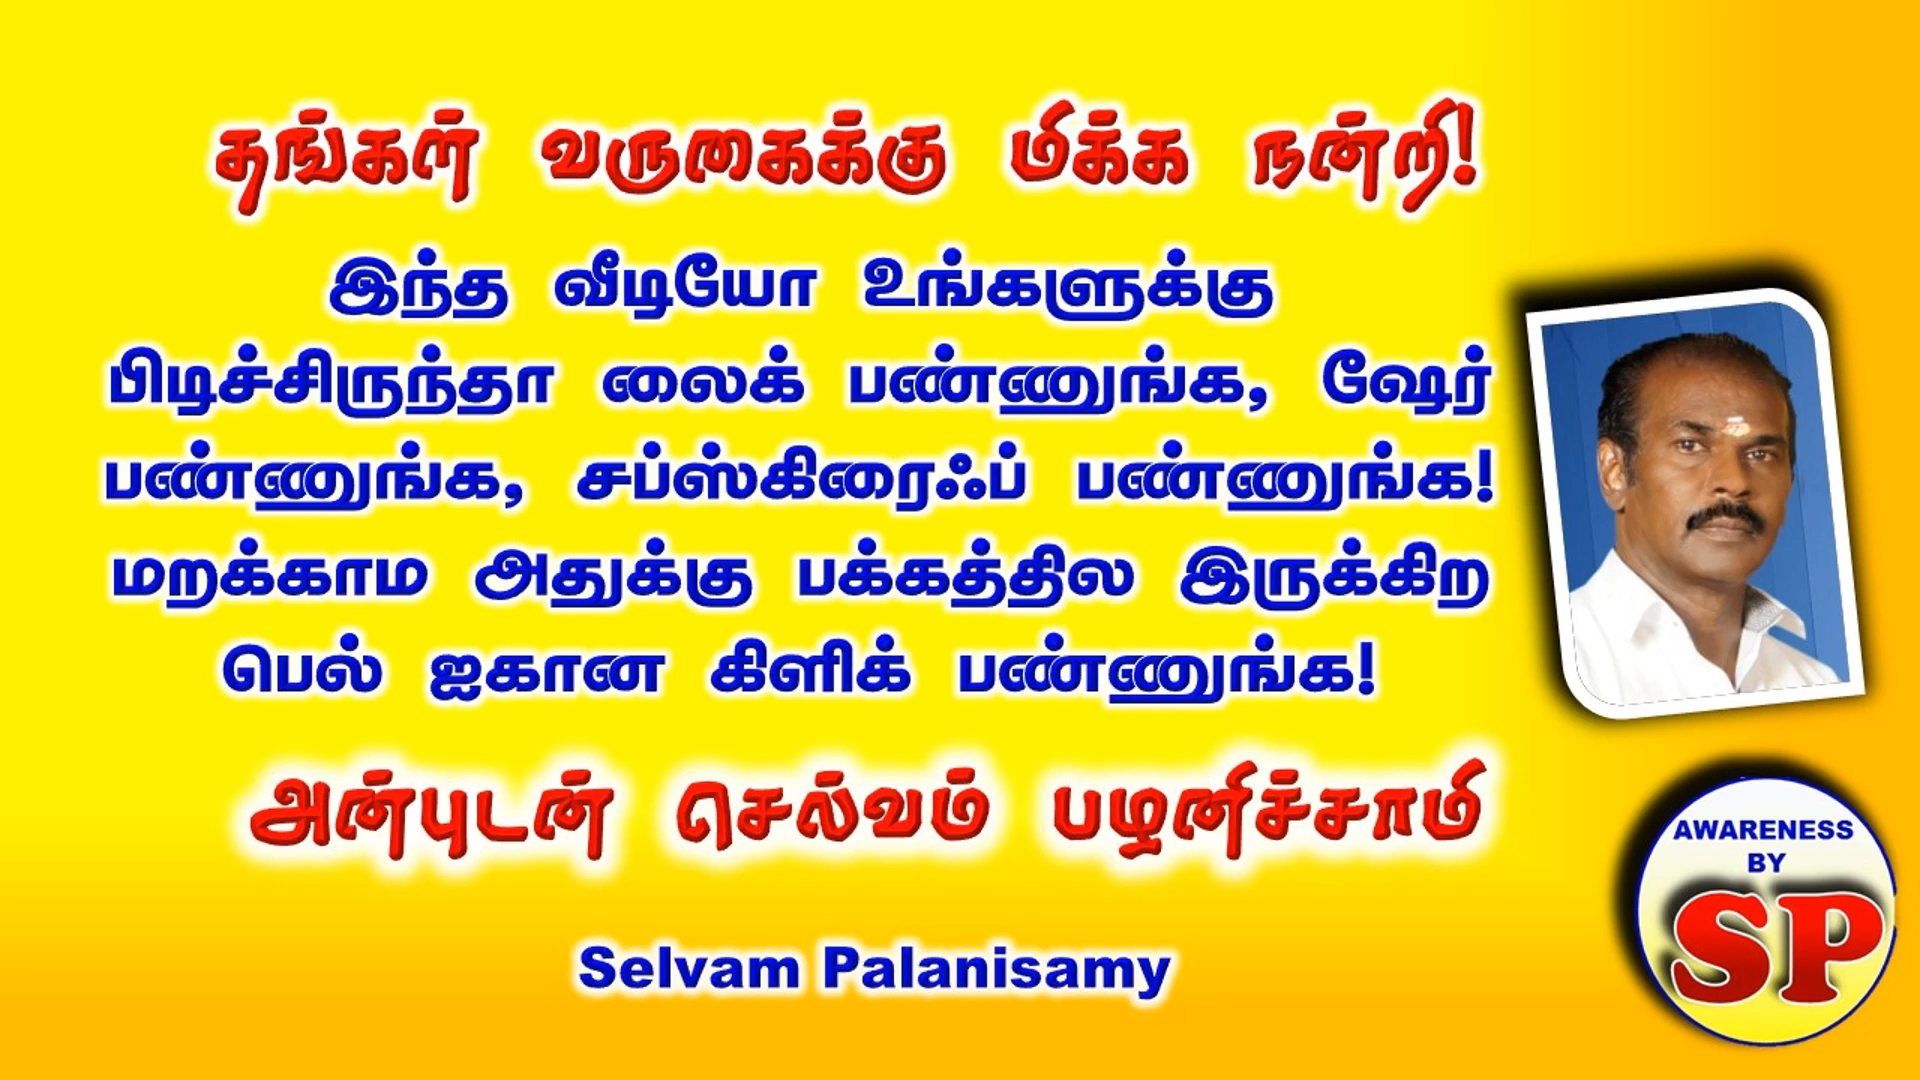 தங்கள் வருகைக்கு மிக்க நன்றி!
இந்த வீடியோ உங்களுக்கு
பிடிச்சிருந்தா லைக் பண்ணுங்க, ஷேர்
பண்ணுங்க, சப்ஸ்கிரைஃப் பண்ணுங்க!
மறக்காம அதுக்கு பக்கத்தில இருக்கிற
பெல் ஐகான கிளிக் பண்ணுங்க!
அன்புடன் செல்வம் பழனிச்சாமி
Selvam Palanisamy
AWARENESS
BY
SP